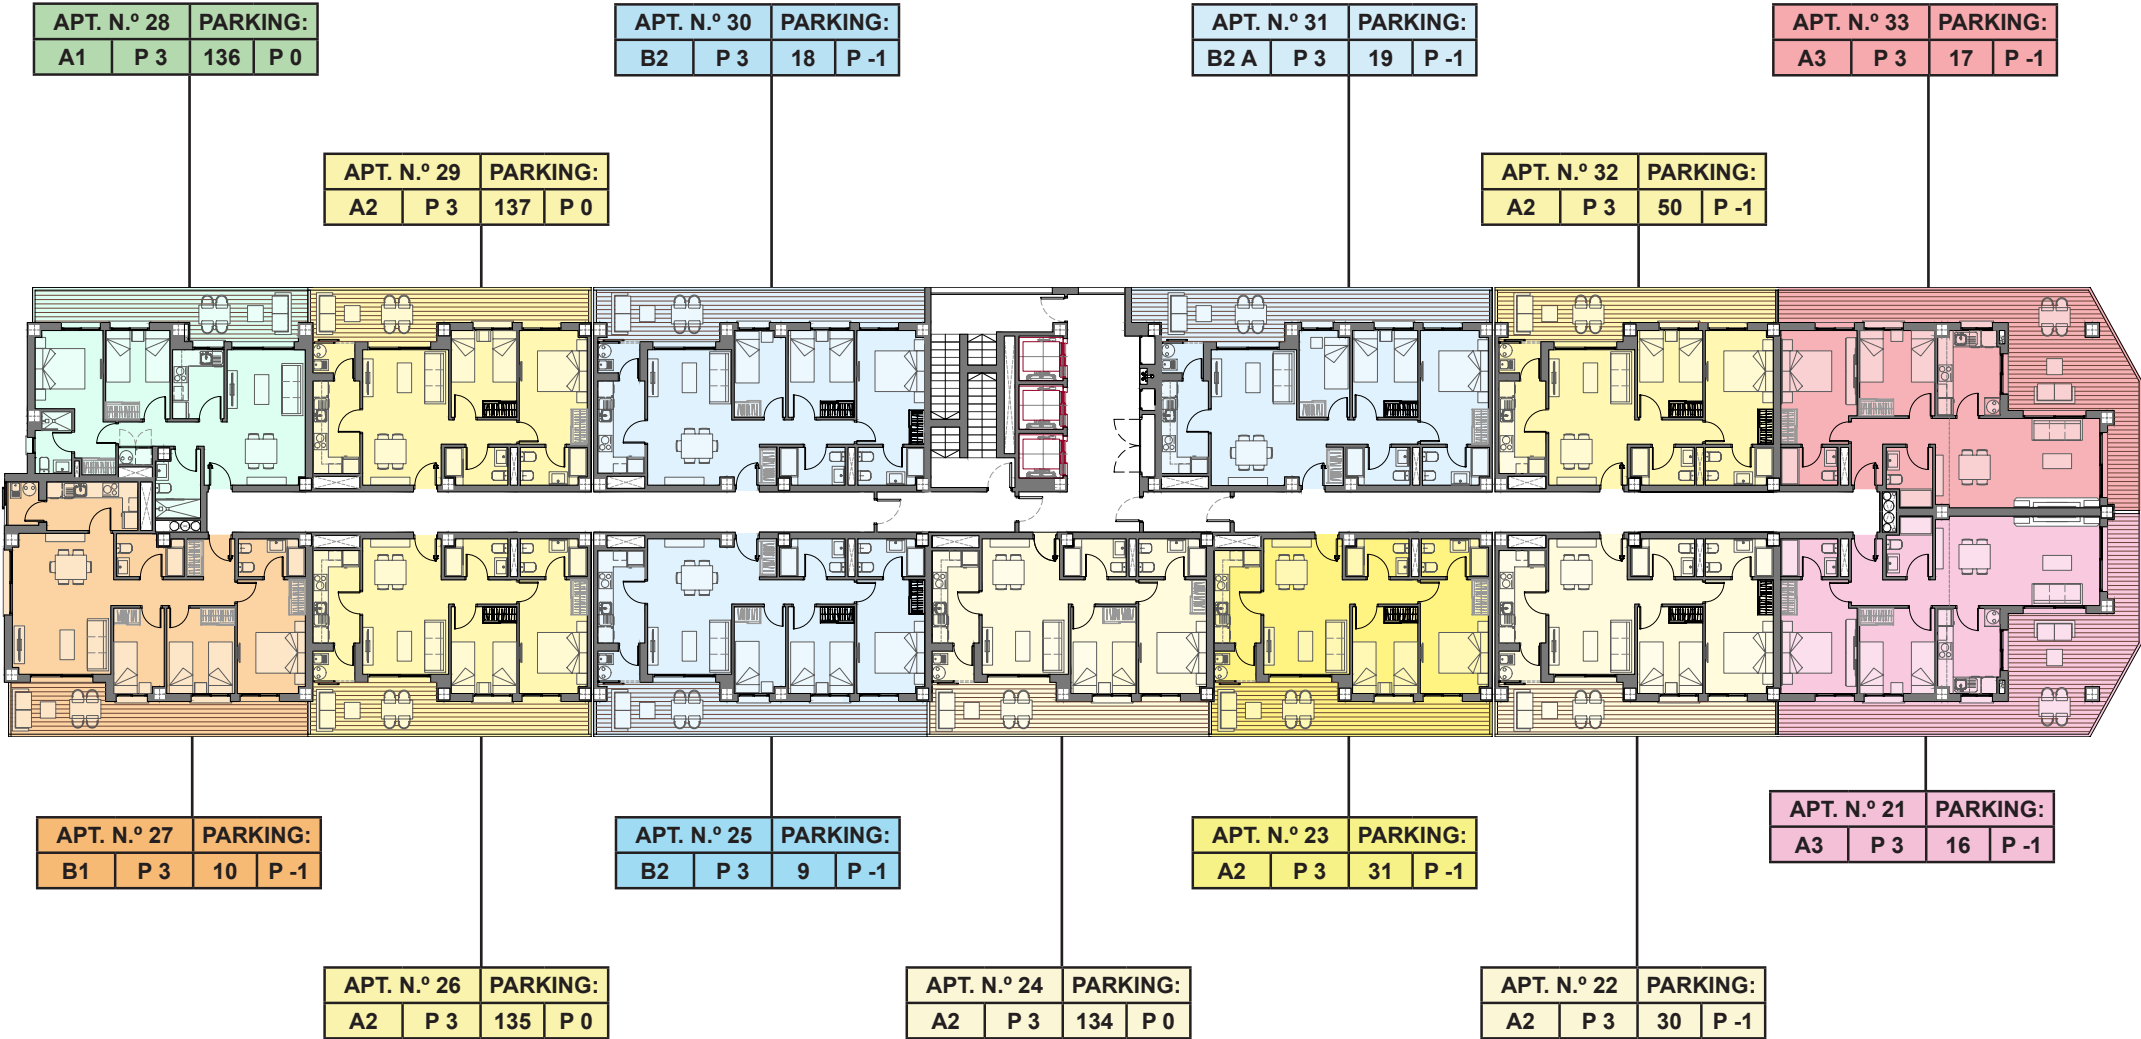 APT. N.º 28 PARKING:
A1 P 3 136 P 0
APT. N.º 30 PARKING:
B2 P 3 18 P -1
APT. N.º 31 PARKING:
B2 A P 3 19 P -1
APT. N.º 33 PARKING:
A3 P 3 17 P -1
APT. N.º 29 PARKING:
A2 P 3 137 P 0
APT. N.º 32 PARKING:
A2 P 3 50 P -1
APT. N.º 27 PARKING:
B1 P 3 10 P -1
APT. N.º 25 PARKING:
B2 P 3 9 P -1
APT. N.º 23 PARKING:
A2 P 3 31 P -1
APT. N.º 21 PARKING:
A3 P 3 16 P -1
APT. N.º 26 PARKING:
A2 P 3 135 P 0
APT. N.º 24 PARKING:
A2 P 3 134 P 0
APT. N.º 22 PARKING:
A2 P 3 30 P -1